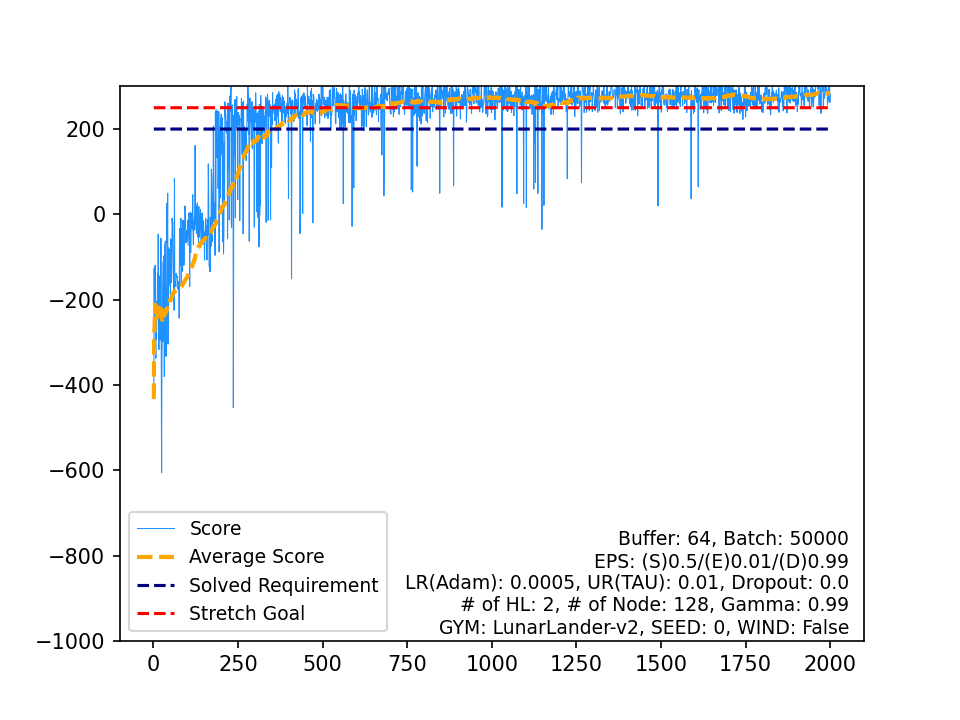 200
0
−200
−400
−600
−800
−1000
Score
Average Score
Solved Requirement
Stretch Goal
Buffer: 64, Batch: 50000
EPS: (S)0.5/(E)0.01/(D)0.99
LR(Adam): 0.0005, UR(TAU): 0.01, Dropout: 0.0
# of HL: 2, # of Node: 128, Gamma: 0.99
GYM: LunarLander-v2, SEED: 0, WIND: False
0 250 500 750 1000 1250 1500 1750 2000